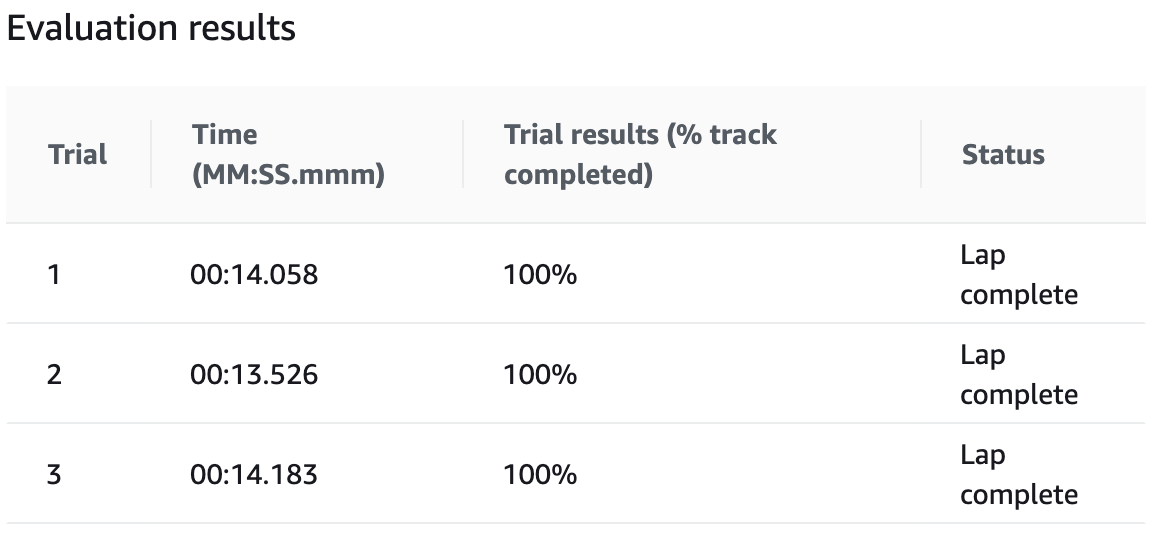 Evaluation results
Trial
Time
(MM:SS.mmm)
Trial results (% track
completed)
Status
1
00:14.058
100%
Lap
complete
2
00:13.526
100%
Lap
complete
3
00:14.183
100%
Lap
complete